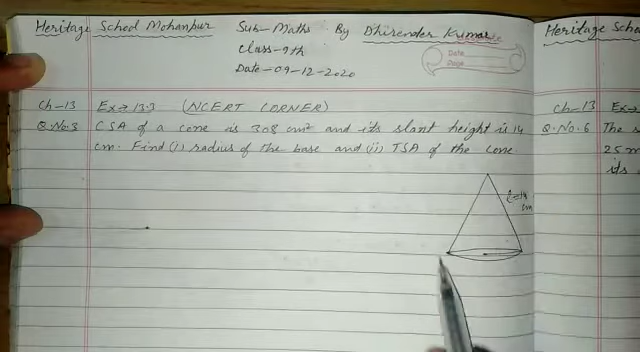 Heritage School Mohanpur Sub-Maths By Dhirender Kumar
Class-9th
Date-09-12-2020
Date
Page
Ch-13 Ex→13.3 (NCERT CORNER)
Q.No.3 CSA of a cone is 308 cm² and its slant height is 14
cm. Find (i) radius of the base and (ii) TSA of the cone
l=14
cm
Heritage
Ch-13
Q.No.6 The
25 m
its